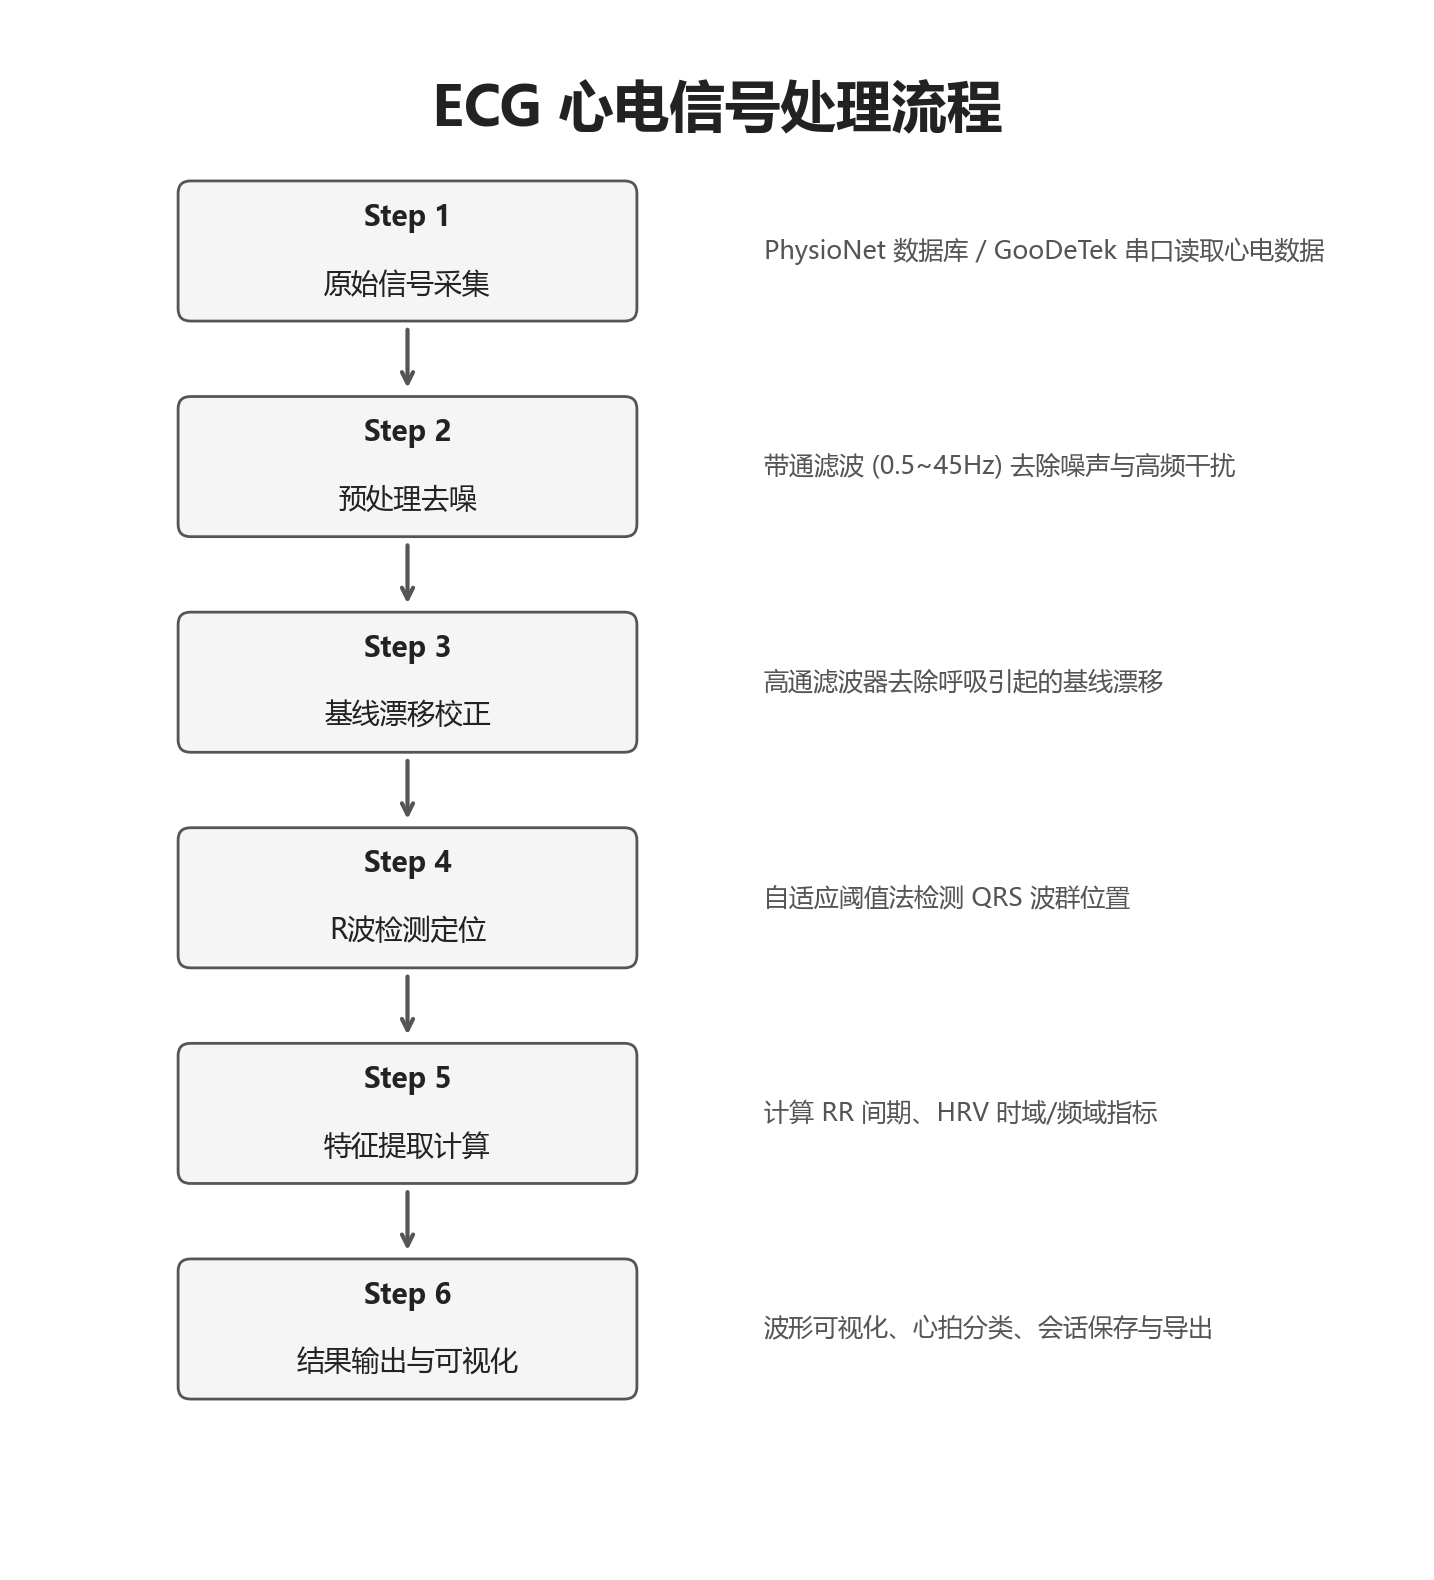 ECG 心电信号处理流程
Step 1
原始信号采集
PhysioNet 数据库 / GooDeTek 串口读取心电数据
Step 2
预处理去噪
带通滤波 (0.5~45Hz) 去除噪声与高频干扰
Step 3
基线漂移校正
高通滤波器去除呼吸引起的基线漂移
Step 4
R波检测定位
自适应阈值法检测 QRS 波群位置
Step 5
特征提取计算
计算 RR 间期、HRV 时域/频域指标
Step 6
结果输出与可视化
波形可视化、心拍分类、会话保存与导出